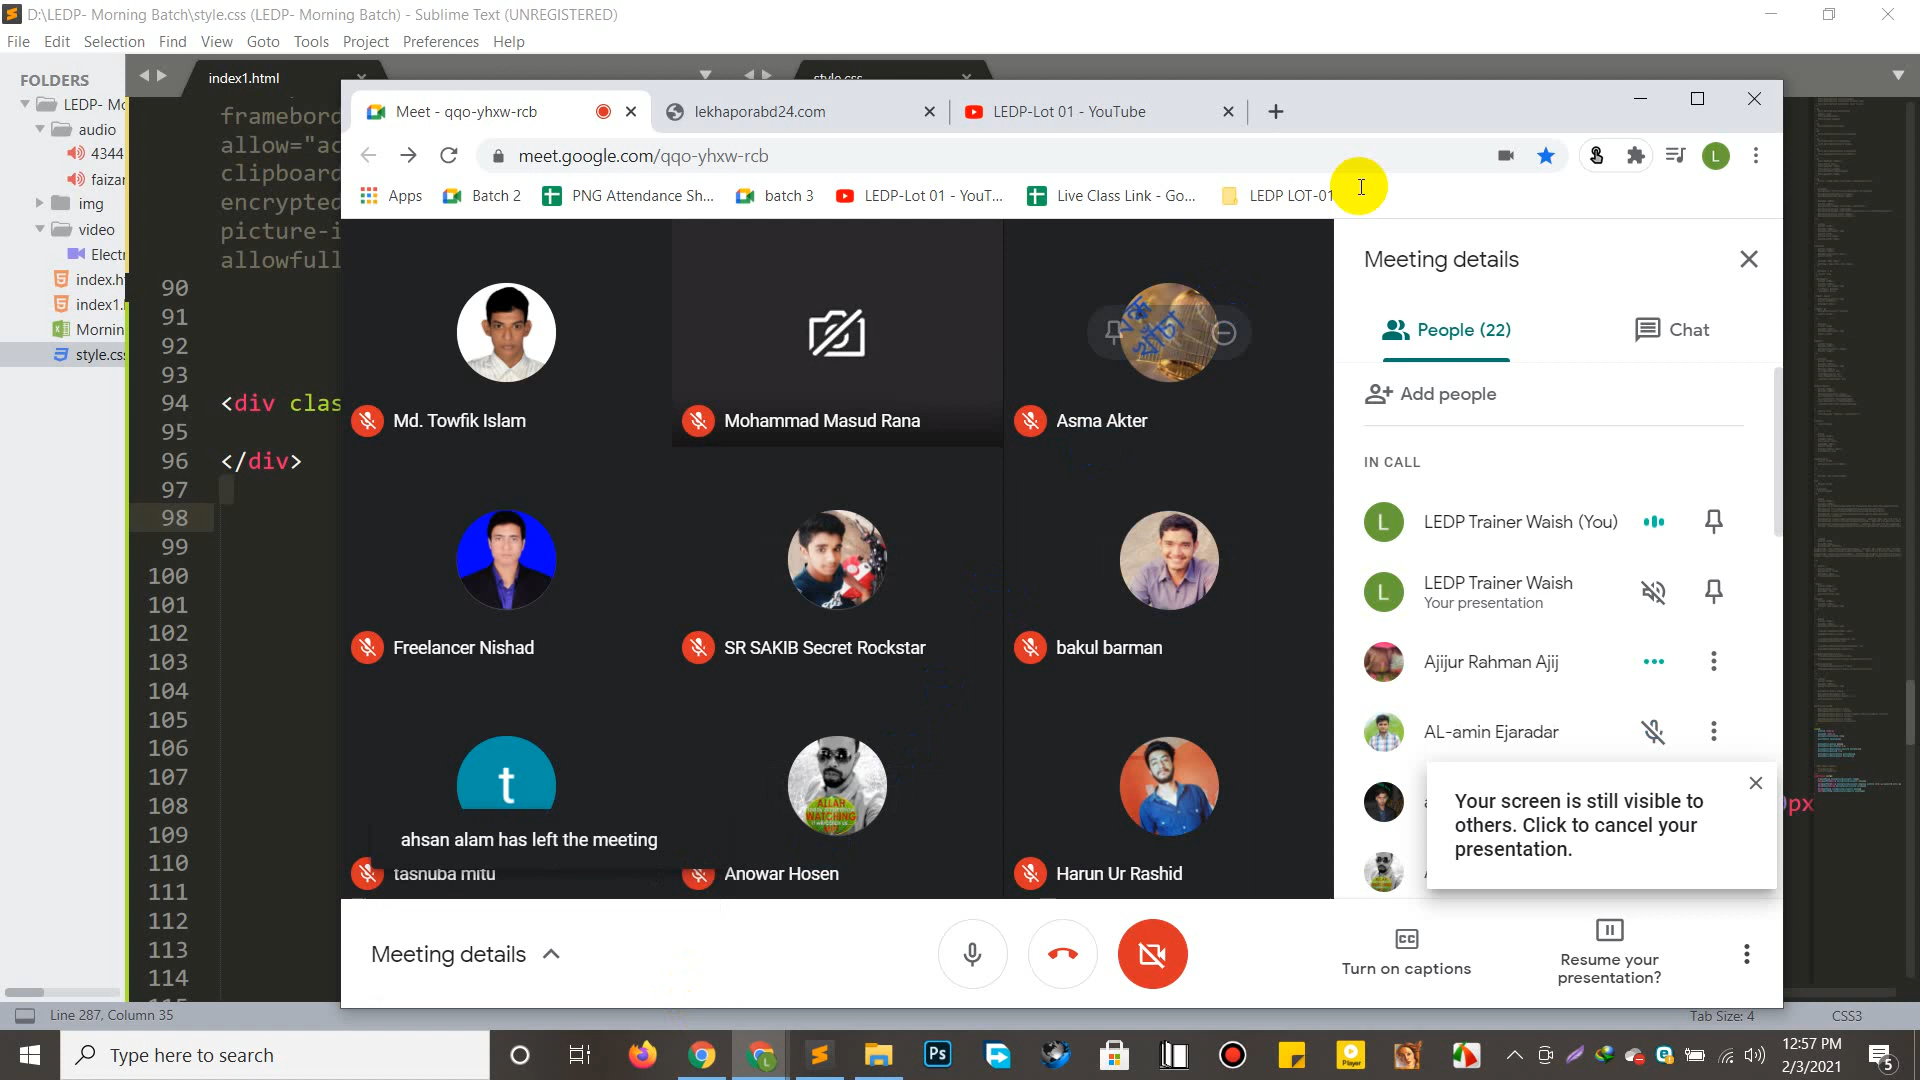 D:\LEDP- Morning Batch\style.css (LEDP- Morning Batch) - Sublime Text (UNREGISTERED)
File Edit Selection Find View Goto Tools Project Preferences Help
FOLDERS
index1.html
style.css
LEDP- Mo
audio
4344
faizan
img
video
Electr
index.h
index1.
Mornin
style.css
framebord
allow="ac
clipboard
encrypted
picture-i
allowfull
90
91
92
93
94 <div clas
95
96 </div>
97
98
99
100
101
102
103
104
105
106
107
108
109
110
111
112
113
114
px
Meet - qqo-yhxw-rcb
lekhaporabd24.com
LEDP-Lot 01 - YouTube
meet.google.com/qqo-yhxw-rcb
L
Apps
Batch 2
PNG Attendance Sh...
batch 3
LEDP-Lot 01 - YouT...
Live Class Link - Go...
LEDP LOT-01
Md. Towfik Islam
Mohammad Masud Rana
Asma Akter
Freelancer Nishad
SR SAKIB Secret Rockstar
bakul barman
t
ALLAH
WATCHING
ahsan alam has left the meeting
tasnuba mitu
Anowar Hosen
Harun Ur Rashid
Meeting details
People (22)
Chat
Add people
IN CALL
L
LEDP Trainer Waish (You)
L
LEDP Trainer Waish
Your presentation
Ajijur Rahman Ajij
AL-amin Ejaradar
Your screen is still visible to
others. Click to cancel your
presentation.
Meeting details
Turn on captions
Resume your
presentation?
Line 287, Column 35
Tab Size: 4
CSS3
Type here to search
L
Ps
Player
12:57 PM
2/3/2021
5